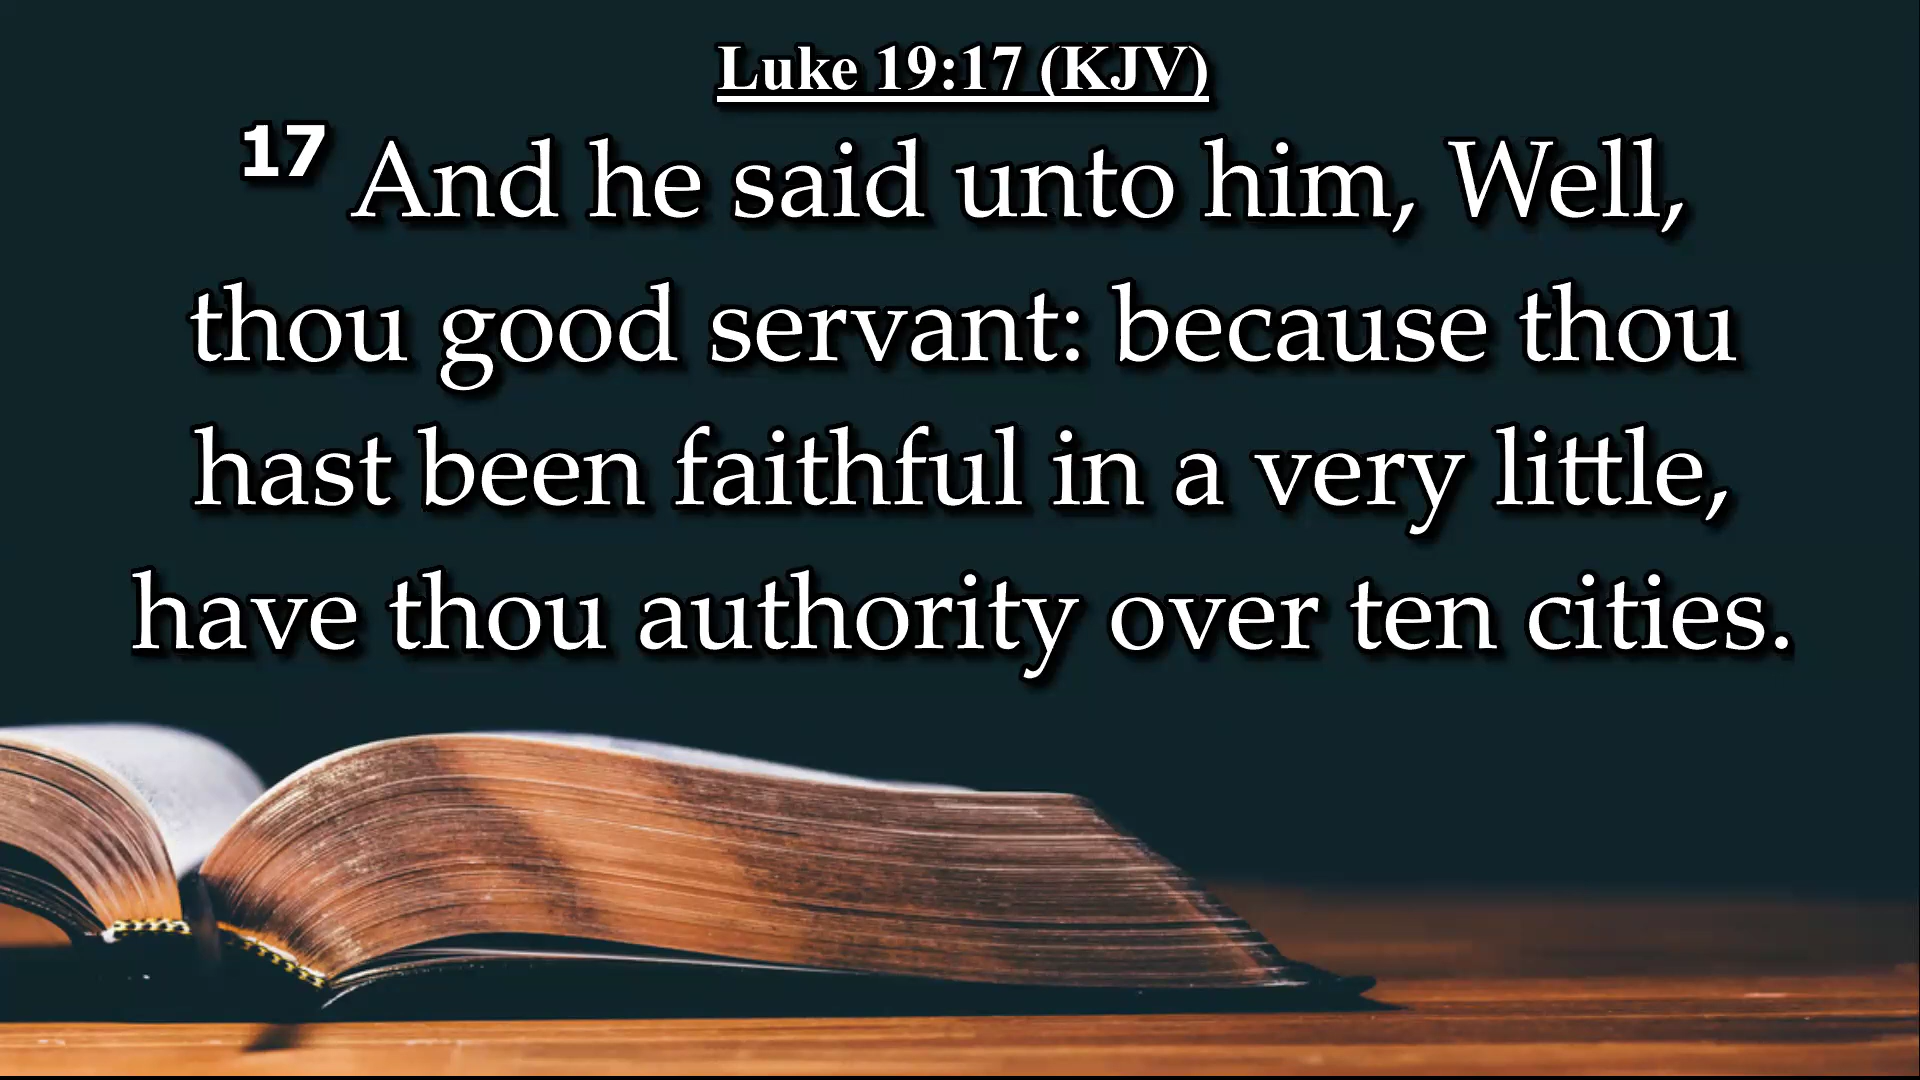 Luke 19:17 (KJV)
17 And he said unto him, Well,
thou good servant: because thou
hast been faithful in a very little,
have thou authority over ten cities.